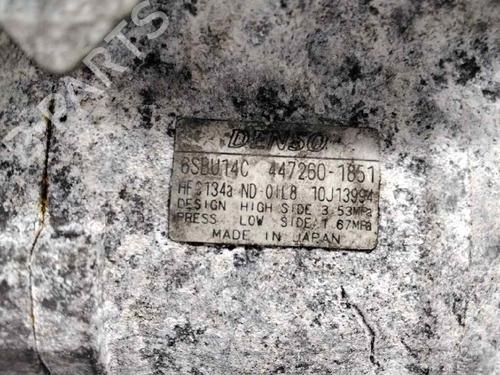 DENSO
6SBU14C 447260-1851
HFC134a ND-OIL8 10J13994
DESIGN HIGH SIDE 3.53MPa
PRESS LOW SIDE 1.67MPa
MADE IN JAPAN